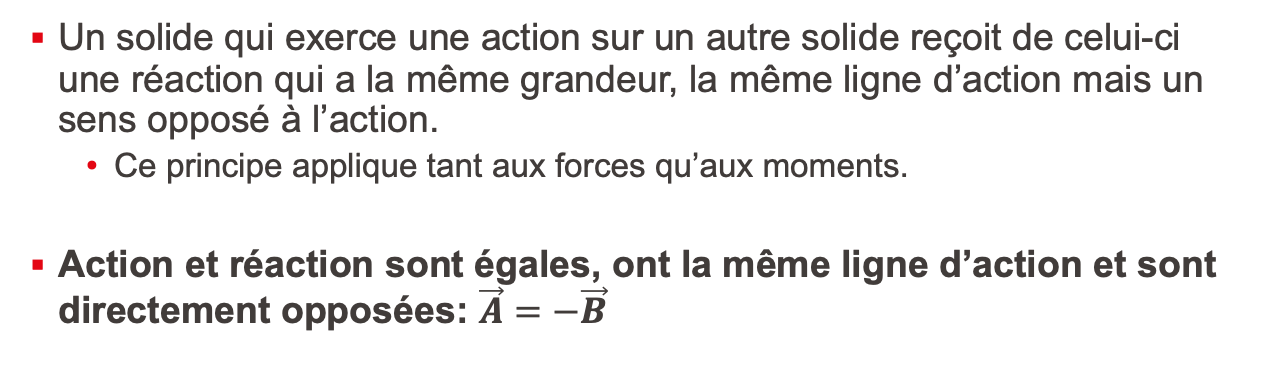 ▪ Un solide qui exerce une action sur un autre solide reçoit de celui-ci
une réaction qui a la même grandeur, la même ligne d’action mais un
sens opposé à l’action.
• Ce principe applique tant aux forces qu’aux moments.
▪ Action et réaction sont égales, ont la même ligne d’action et sont
directement opposées: $\vec{A} = -\vec{B}$